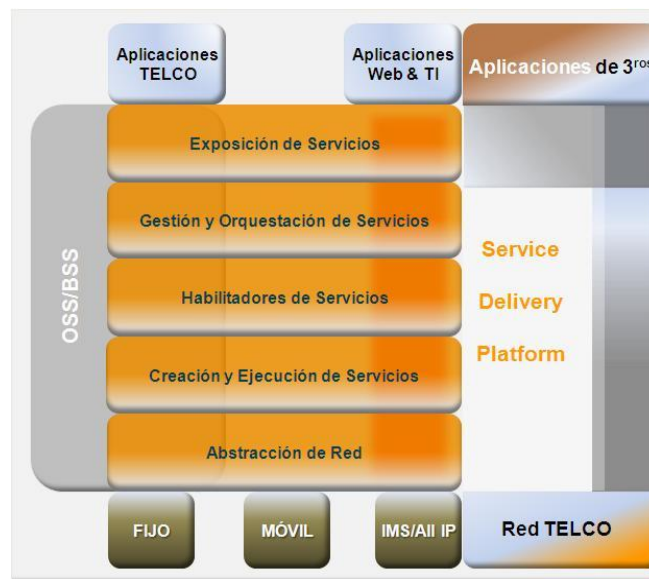 Aplicaciones
TELCO
Aplicaciones
Web & TI
Aplicaciones de 3ros
Exposición de Servicios
Gestión y Orquestación de Servicios
Habilitadores de Servicios
Creación y Ejecución de Servicios
Abstracción de Red
OSS/BSS
Service
Delivery
Platform
FIJO
MÓVIL
IMS/All IP
Red TELCO